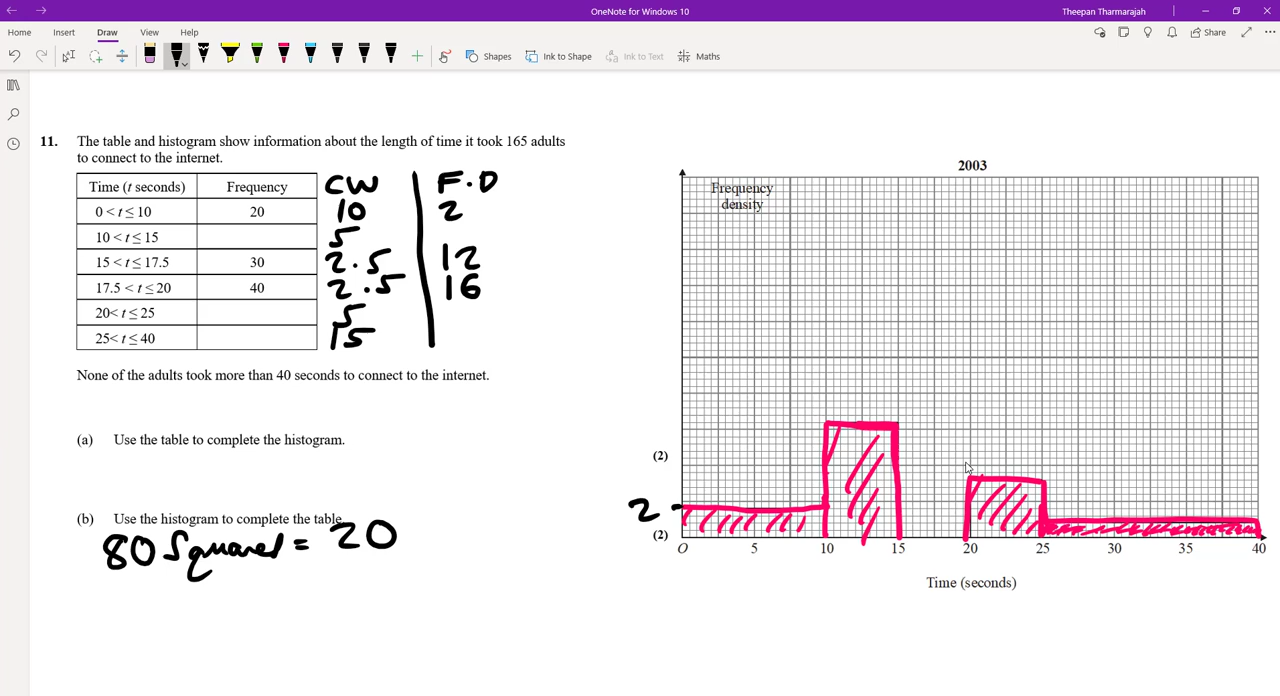 OneNote for Windows 10
Theepan Tharmarajah
Home Insert Draw View Help
Share
Shapes Ink to Shape Ink to Text Maths
11. The table and histogram show information about the length of time it took 165 adults
to connect to the internet.
Time (t seconds) Frequency CW F.D
0 < t ≤ 10 20 10 2
10 < t ≤ 15 5
15 < t ≤ 17.5 30 2.5 12
17.5 < t ≤ 20 40 2.5 16
20< t ≤ 25 5
25< t ≤ 40 15
None of the adults took more than 40 seconds to connect to the internet.
(a) Use the table to complete the histogram.
(2)
(b) Use the histogram to complete the table.
(2)
80 Squared = 20
2003
Frequency
density
2
O 5 10 15 20 25 30 35 40
Time (seconds)